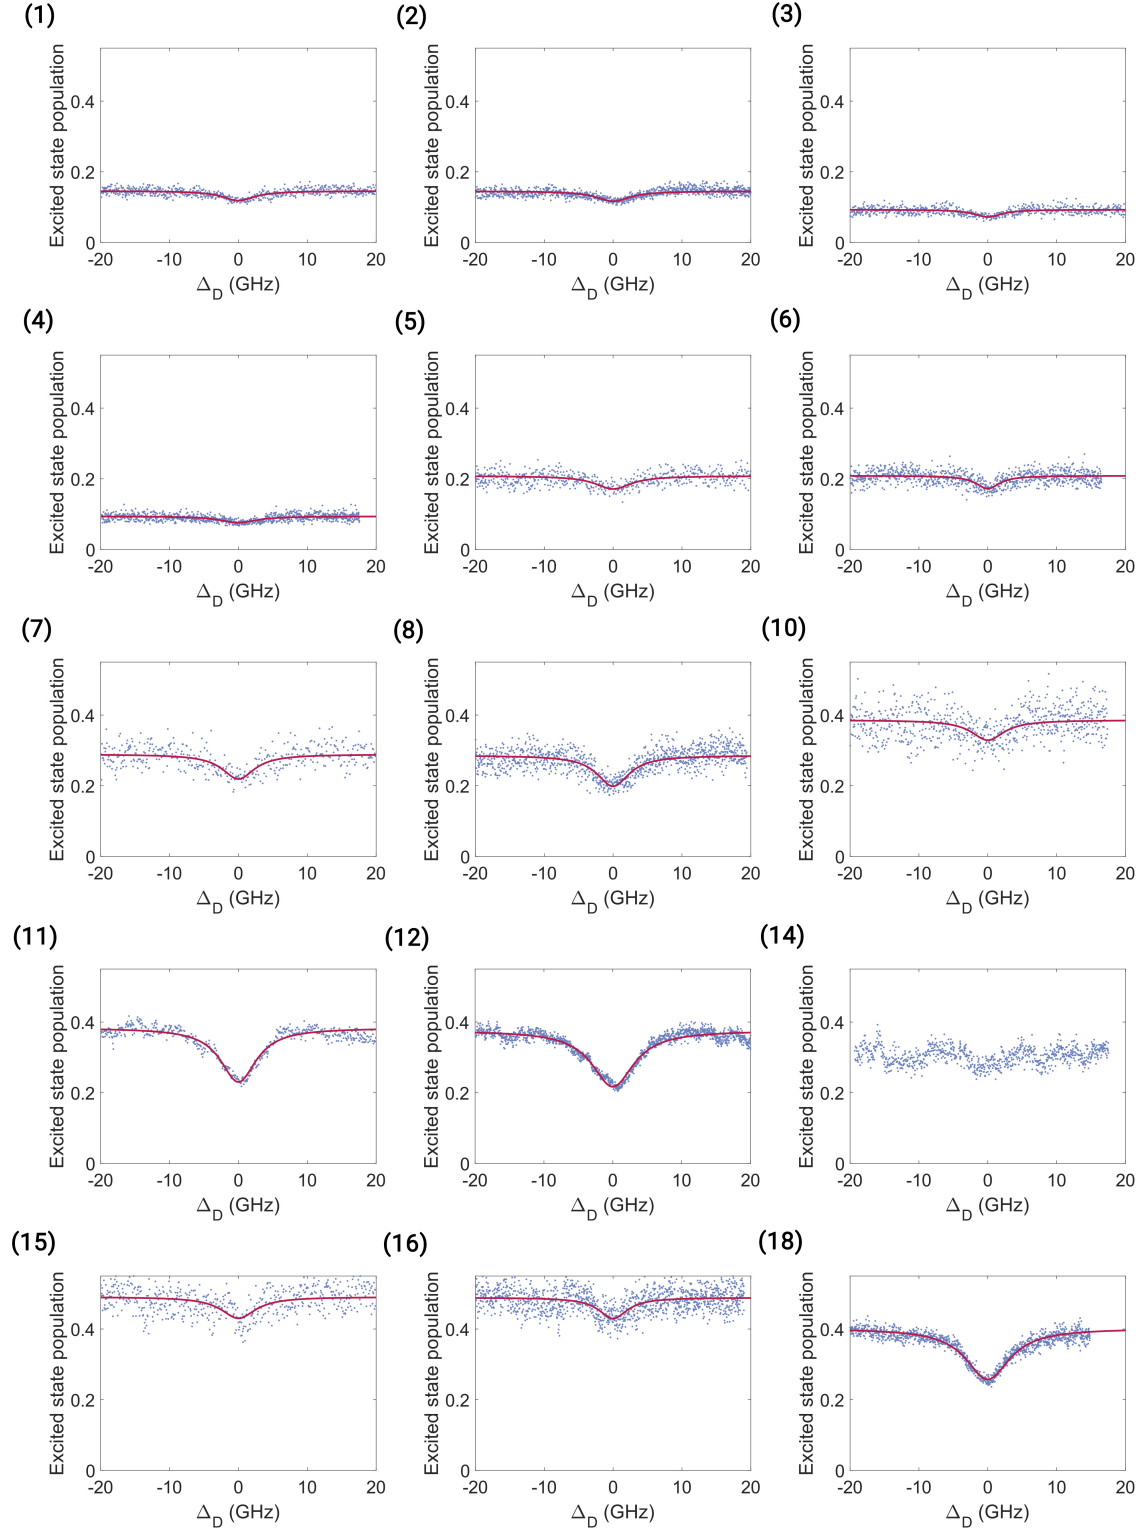 (1) (2) (3)
Excited state population Excited state population Excited state population
0.4 0.4 0.4
0.2 0.2 0.2
0 0 0
-20 -10 0 10 20 -20 -10 0 10 20 -20 -10 0 10 20
Δ_D (GHz) Δ_D (GHz) Δ_D (GHz)
(4) (5) (6)
Excited state population Excited state population Excited state population
0.4 0.4 0.4
0.2 0.2 0.2
0 0 0
-20 -10 0 10 20 -20 -10 0 10 20 -20 -10 0 10 20
Δ_D (GHz) Δ_D (GHz) Δ_D (GHz)
(7) (8) (10)
Excited state population Excited state population Excited state population
0.4 0.4 0.4
0.2 0.2 0.2
0 0 0
-20 -10 0 10 20 -20 -10 0 10 20 -20 -10 0 10 20
Δ_D (GHz) Δ_D (GHz) Δ_D (GHz)
(11) (12) (14)
Excited state population Excited state population Excited state population
0.4 0.4 0.4
0.2 0.2 0.2
0 0 0
-20 -10 0 10 20 -20 -10 0 10 20 -20 -10 0 10 20
Δ_D (GHz) Δ_D (GHz) Δ_D (GHz)
(15) (16) (18)
Excited state population Excited state population Excited state population
0.4 0.4 0.4
0.2 0.2 0.2
0 0 0
-20 -10 0 10 20 -20 -10 0 10 20 -20 -10 0 10 20
Δ_D (GHz) Δ_D (GHz) Δ_D (GHz)